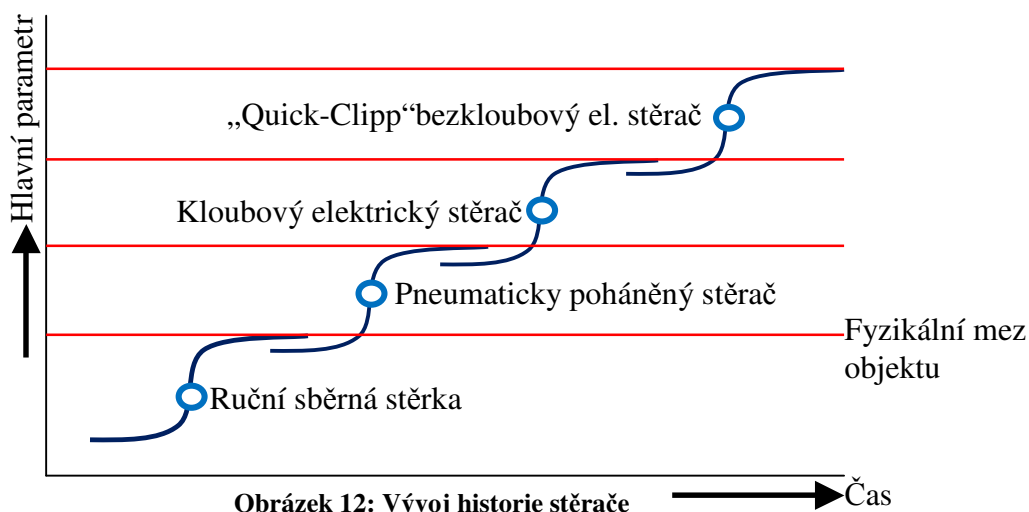 Hlavní parametr
„Quick-Clipp“bezkloubový el. stěrač
Kloubový elektrický stěrač
Pneumaticky poháněný stěrač
Fyzikální mez
objektu
Ruční sběrná stěrka
Čas
Obrázek 12: Vývoj historie stěrače